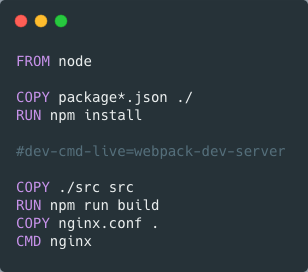 FROM node
COPY package*.json ./
RUN npm install
#dev-cmd-live=webpack-dev-server
COPY ./src src
RUN npm run build
COPY nginx.conf .
CMD nginx